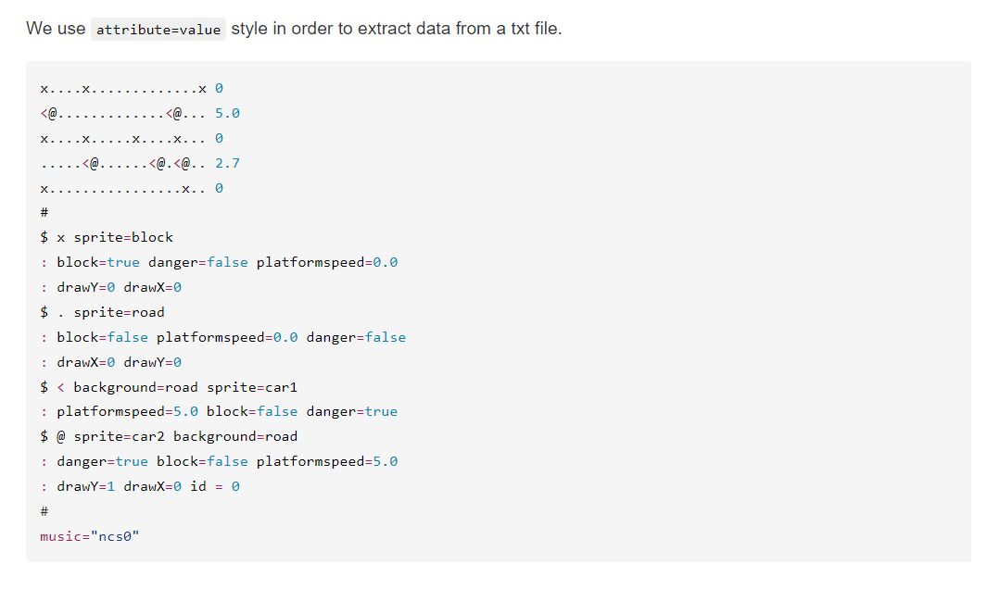 We use attribute=value style in order to extract data from a txt file.
x....x.............x 0
<@.............<@... 5.0
x....x.....x....x... 0
.....<@......<@.<@.. 2.7
x................x.. 0
#
$ x sprite=block
: block=true danger=false platformspeed=0.0
: drawY=0 drawX=0
$ . sprite=road
: block=false platformspeed=0.0 danger=false
: drawX=0 drawY=0
$ < background=road sprite=car1
: platformspeed=5.0 block=false danger=true
$ @ sprite=car2 background=road
: danger=true block=false platformspeed=5.0
: drawY=1 drawX=0 id = 0
#
music="ncs0"